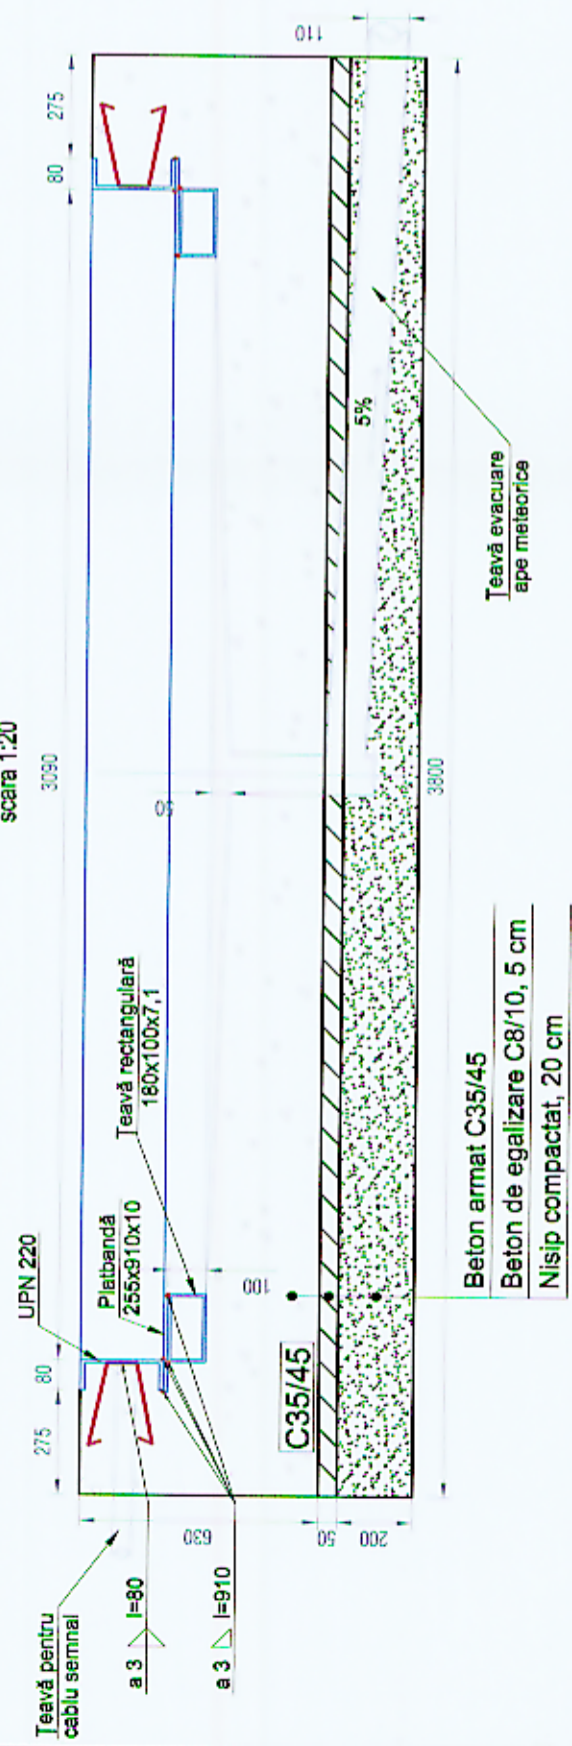 scara 1:20
275
80
3090
80
275
110
UPN 220
Platbandă
255x910x10
Țeavă rectangulară
180x100x7,1
50
100
Țeavă pentru
cablu semnal
a 3 l=80
a 3 l=910
630
50
200
C35/45
5%
Țeavă evacuare
ape meteorice
3800
Beton armat C35/45
Beton de egalizare C8/10, 5 cm
Nisip compactat, 20 cm